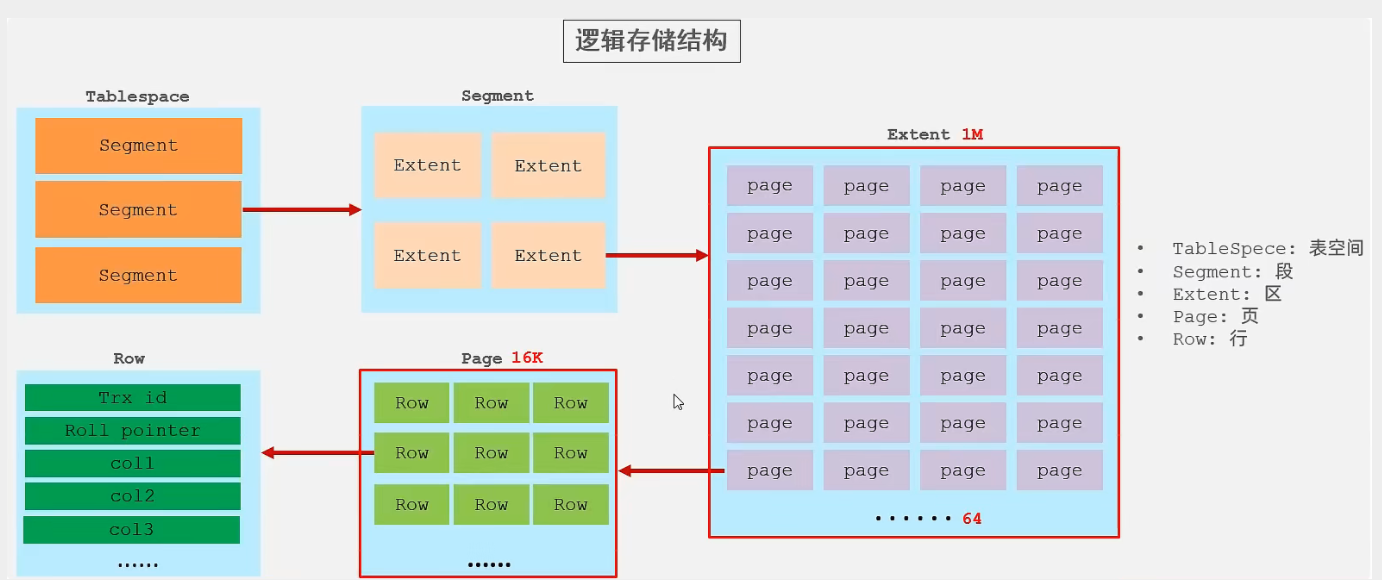 逻辑存储结构
Tablespace
Segment
Segment
Segment
Segment
Extent Extent
Extent Extent
Extent 1M
page page page page
page page page page
page page page page
page page page page
page page page page
page page page page
page page page page
······ 64
• TableSpece: 表空间
• Segment: 段
• Extent: 区
• Page: 页
• Row: 行
Row
Trx id
Roll pointer
col1
col2
col3
······
Page 16K
Row Row Row
Row Row Row
Row Row Row
······